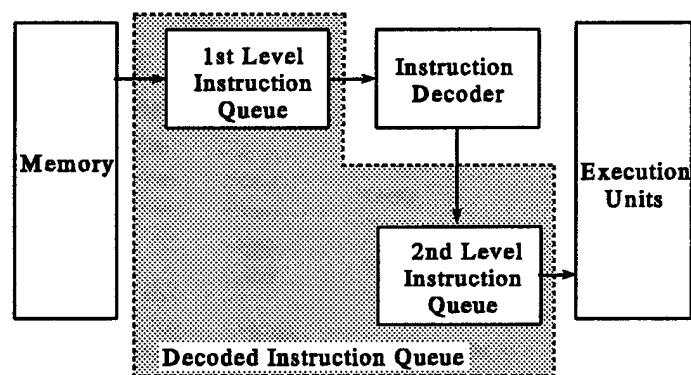 Memory
1st Level
Instruction
Queue
Instruction
Decoder
2nd Level
Instruction
Queue
Execution
Units
Decoded Instruction Queue